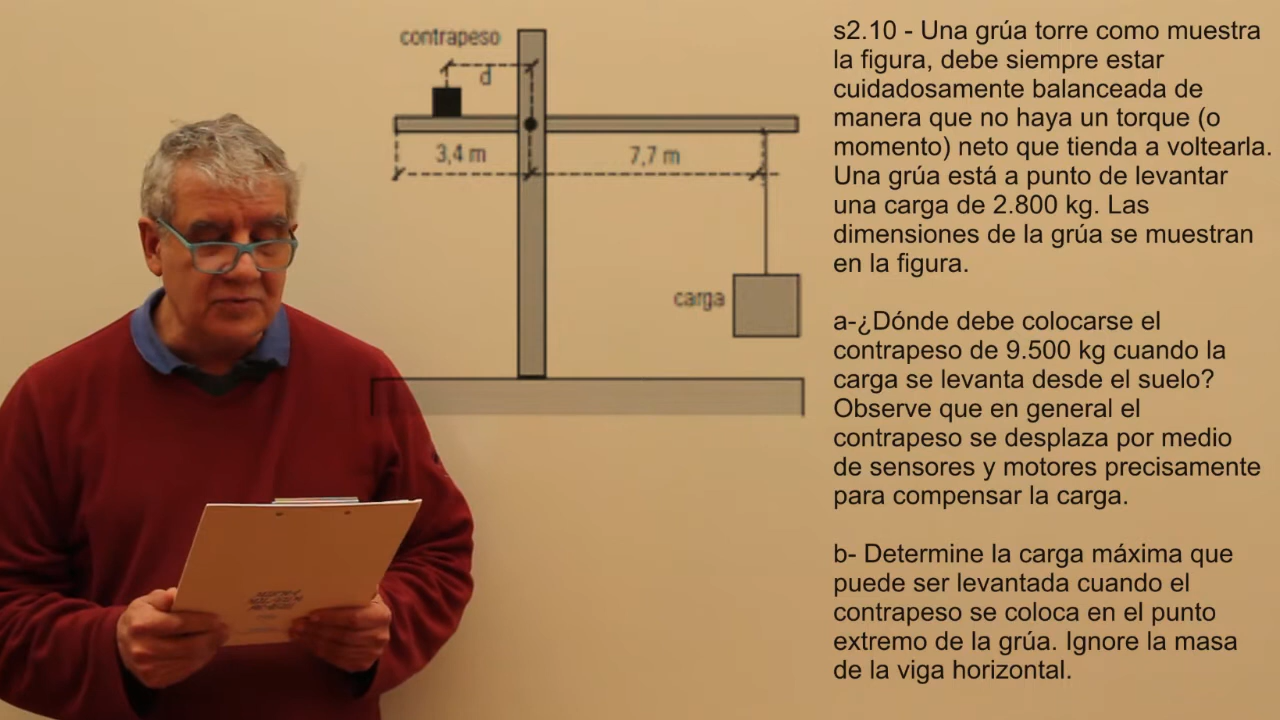 contrapeso
d
3,4 m
7,7 m
carga
s2.10 - Una grúa torre como muestra
la figura, debe siempre estar
cuidadosamente balanceada de
manera que no haya un torque (o
momento) neto que tienda a voltearla.
Una grúa está a punto de levantar
una carga de 2.800 kg. Las
dimensiones de la grúa se muestran
en la figura.
a-¿Dónde debe colocarse el
contrapeso de 9.500 kg cuando la
carga se levanta desde el suelo?
Observe que en general el
contrapeso se desplaza por medio
de sensores y motores precisamente
para compensar la carga.
b- Determine la carga máxima que
puede ser levantada cuando el
contrapeso se coloca en el punto
extremo de la grúa. Ignore la masa
de la viga horizontal.